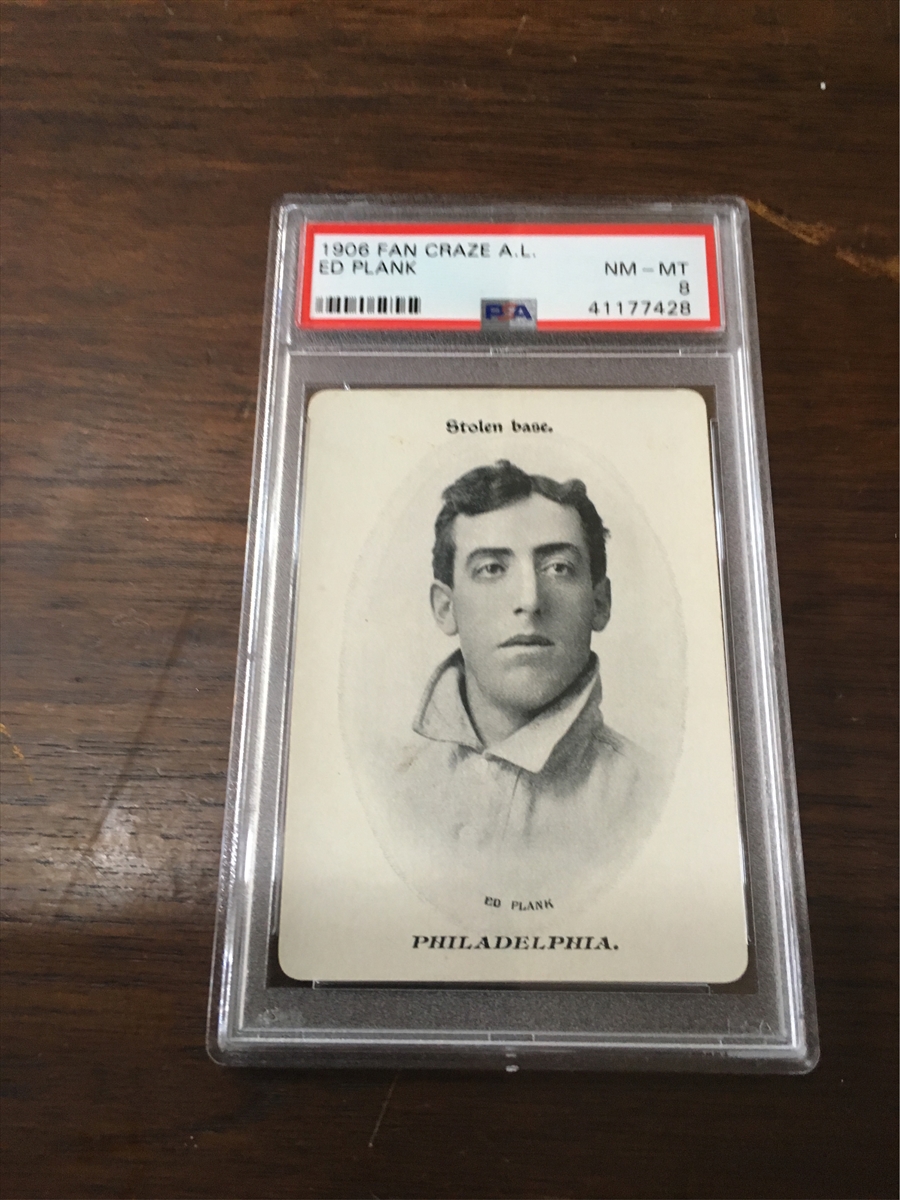 1906 FAN CRAZE A.L.
ED PLANK
NM - MT
8
41177428
PSA
Stolen base.
ED PLANK
PHILADELPHIA.